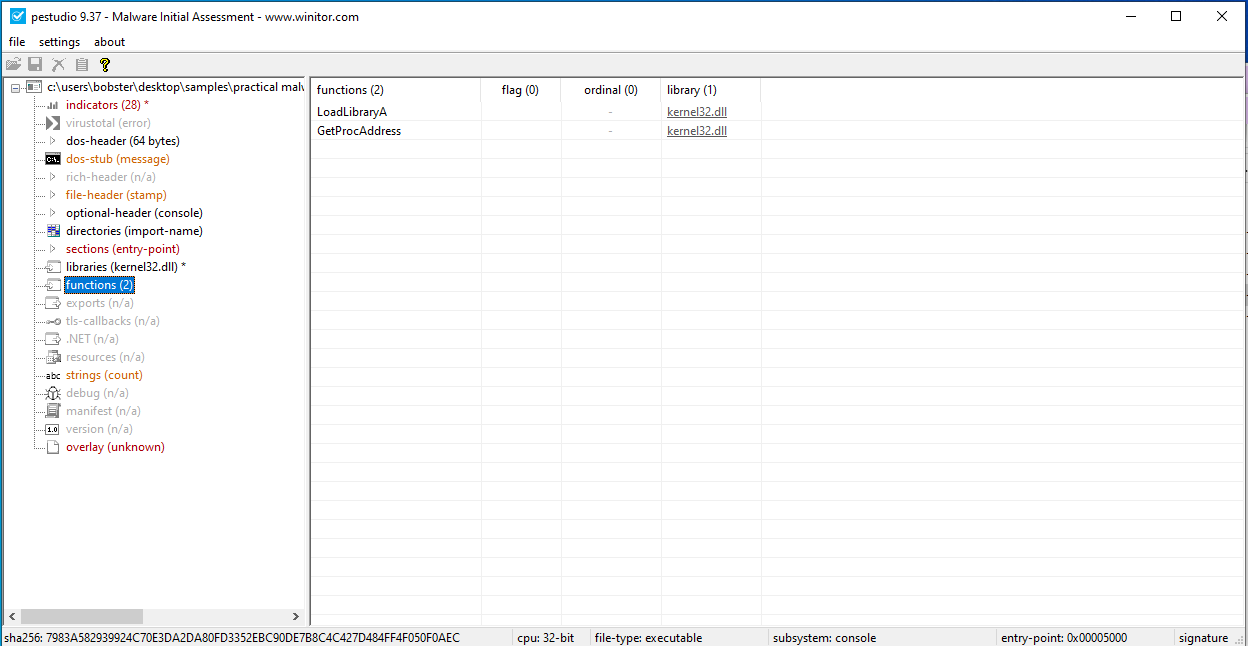 pestudio 9.37 - Malware Initial Assessment - www.winitor.com
file settings about
c:\users\bobster\desktop\samples\practical malw
indicators (28) *
virustotal (error)
dos-header (64 bytes)
dos-stub (message)
rich-header (n/a)
file-header (stamp)
optional-header (console)
directories (import-name)
sections (entry-point)
libraries (kernel32.dll) *
functions (2)
exports (n/a)
tls-callbacks (n/a)
.NET (n/a)
resources (n/a)
abc strings (count)
debug (n/a)
manifest (n/a)
1.0 version (n/a)
overlay (unknown)
functions (2) flag (0) ordinal (0) library (1)
LoadLibraryA - kernel32.dll
GetProcAddress - kernel32.dll
sha256: 7983A582939924C70E3DA2DA80FD3352EBC90DE7B8C4C427D484FF4F050F0AEC cpu: 32-bit file-type: executable subsystem: console entry-point: 0x00005000 signature